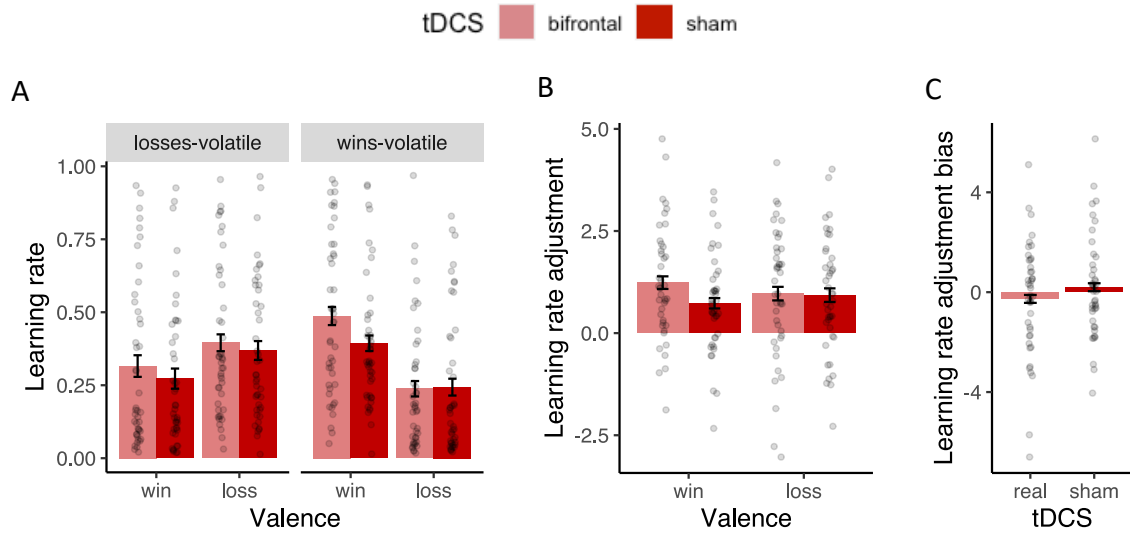 tDCS bifrontal sham
A
B
C
losses-volatile wins-volatile
Learning rate
1.00
0.75
0.50
0.25
0.00
win loss win loss
Valence
Learning rate adjustment
5.0
2.5
0.0
-2.5
win loss
Valence
Learning rate adjustment bias
4
0
-4
real sham
tDCS